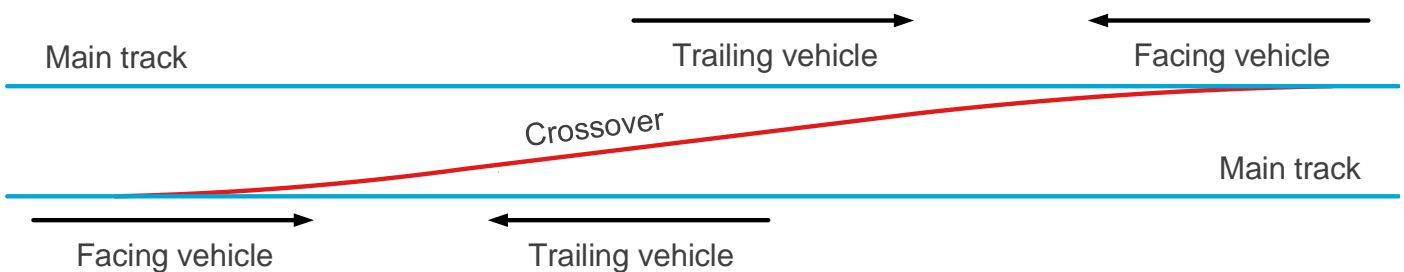 Main track
Trailing vehicle
Facing vehicle
Crossover
Main track
Facing vehicle
Trailing vehicle